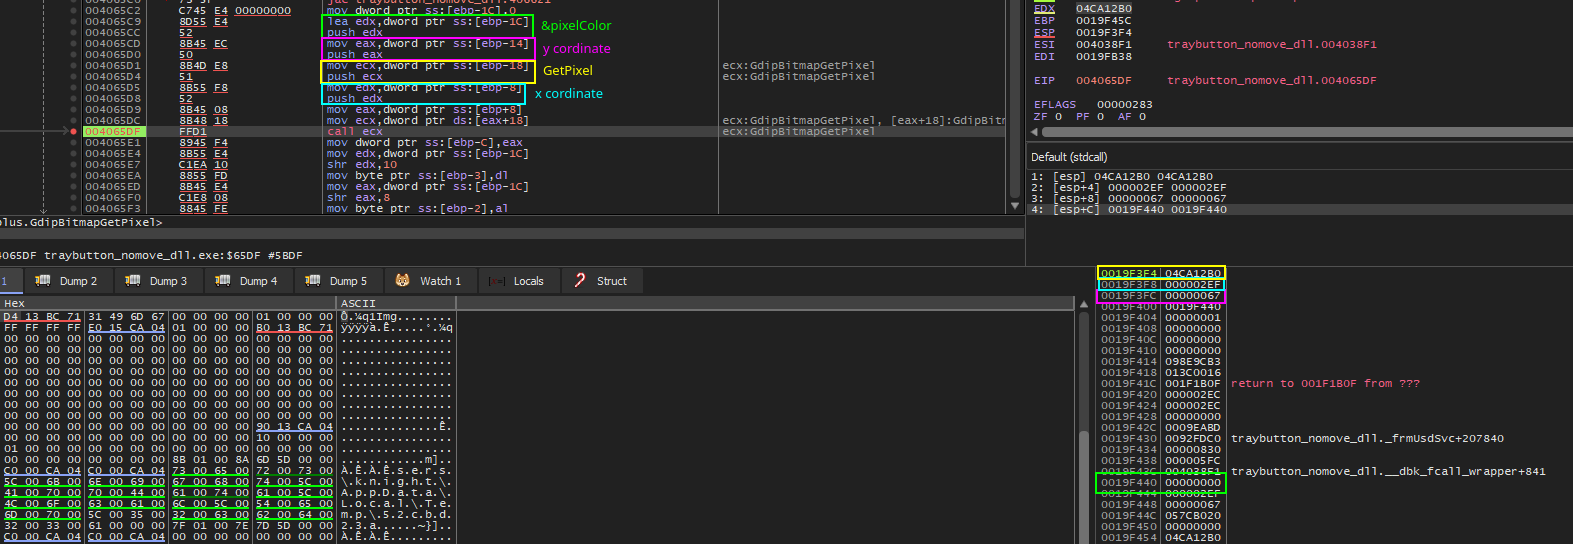 jae traybutton_nomove_dll.406621
004065C2 C745 E4 00000000 mov dword ptr ss:[ebp-1C],0
004065C9 8D55 E4 lea edx,dword ptr ss:[ebp-1C] &pixelColor
004065CC 52 push edx
004065CD 8B45 EC mov eax,dword ptr ss:[ebp-14] y cordinate
004065D0 50 push eax
004065D1 8B4D E8 mov ecx,dword ptr ss:[ebp-18] GetPixel ecx:GdipBitmapGetPixel
004065D4 51 push ecx ecx:GdipBitmapGetPixel
004065D5 8B55 F8 mov edx,dword ptr ss:[ebp-8] x cordinate
004065D8 52 push edx
004065D9 8B45 08 mov eax,dword ptr ss:[ebp+8]
004065DC 8B48 18 mov ecx,dword ptr ds:[eax+18] ecx:GdipBitmapGetPixel, [eax+18]:GdipBit
004065DF FFD1 call ecx ecx:GdipBitmapGetPixel
004065E1 8945 F4 mov dword ptr ss:[ebp-C],eax
004065E4 8B55 E4 mov edx,dword ptr ss:[ebp-1C]
004065E7 C1EA 10 shr edx,10
004065EA 8855 FD mov byte ptr ss:[ebp-3],dl
004065ED 8B45 E4 mov eax,dword ptr ss:[ebp-1C]
004065F0 C1E8 08 shr eax,8
004065F3 8845 FE mov byte ptr ss:[ebp-2],al
plus.GdipBitmapGetPixel>
4065DF traybutton_nomove_dll.exe:$65DF #5BDF
EDX 04CA12B0
EBP 0019F45C
ESP 0019F3F4
ESI 004038F1 traybutton_nomove_dll.004038F1
EDI 0019FB38
EIP 004065DF traybutton_nomove_dll.004065DF
EFLAGS 00000283
ZF 0 PF 0 AF 0
Default (stdcall)
1: [esp] 04CA12B0 04CA12B0
2: [esp+4] 000002EF 000002EF
3: [esp+8] 00000067 00000067
4: [esp+C] 0019F440 0019F440
1 Dump 2 Dump 3 Dump 4 Dump 5 Watch 1 Locals Struct
Hex ASCII
D4 13 BC 71 31 49 6D 67 00 00 00 00 01 00 00 00 Ô.¼q1Img........
FF FF FF FF E0 15 CA 04 01 00 00 00 B0 13 BC 71 ÿÿÿÿà.Ê.....°.¼q
00 00 00 00 00 00 00 00 00 00 00 00 00 00 00 00 ................
00 00 00 00 00 00 00 00 00 00 00 00 00 00 00 00 ................
00 00 00 00 00 00 00 00 00 00 00 00 00 00 00 00 ................
00 00 00 00 00 00 00 00 00 00 00 00 00 00 00 00 ................
00 00 00 00 00 00 00 00 00 00 00 00 00 00 00 00 ................
00 00 00 00 00 00 00 00 00 00 00 00 00 00 00 00 ................
00 00 00 00 00 00 00 00 00 00 00 00 00 00 00 00 ................
00 00 00 00 00 00 00 00 00 00 00 00 00 00 00 00 ................
00 00 00 00 00 00 00 00 00 00 00 00 90 13 CA 04 ..............Ê.
00 00 00 00 00 00 00 00 10 00 00 00 00 00 00 00 ................
01 00 00 00 00 00 00 00 00 00 00 00 00 00 00 00 ................
00 00 00 00 00 00 00 00 8B 01 00 8A 6D 5D 00 00 ............m]..
C0 00 CA 04 C0 00 CA 04 73 00 65 00 72 00 73 00 À.Ê.À.Ê.s.e.r.s.
5C 00 6B 00 6E 00 69 00 67 00 68 00 74 00 5C 00 \.k.n.i.g.h.t.\.
41 00 70 00 70 00 44 00 61 00 74 00 61 00 5C 00 A.p.p.D.a.t.a.\.
4C 00 6F 00 63 00 61 00 6C 00 5C 00 54 00 65 00 L.o.c.a.l.\.T.e.
6D 00 70 00 5C 00 35 00 32 00 63 00 62 00 64 00 m.p.\.5.2.c.b.d.
32 00 33 00 61 00 00 00 7F 01 00 7E 7D 5D 00 00 2.3.a......~}]..
C0 00 CA 04 C0 00 CA 04 00 00 00 00 00 00 00 00 À.Ê.À.Ê.........
0019F3F4 04CA12B0
0019F3F8 000002EF
0019F3FC 00000067
0019F400 0019F440
0019F404 00000001
0019F408 00000000
0019F40C 00000000
0019F410 00000000
0019F414 098E9CB3
0019F418 013C0016
0019F41C 001F1B0F return to 001F1B0F from ???
0019F420 000002EC
0019F424 000002EC
0019F428 00000000
0019F42C 0009EABD
0019F430 0092FDC0 traybutton_nomove_dll._frmUsdSvc+207840
0019F434 00000830
0019F438 000005FC
0019F43C 004038F1 traybutton_nomove_dll.__dbk_fcall_wrapper+841
0019F440 00000000
0019F444 000002EF
0019F448 00000067
0019F44C 057CB020
0019F450 00000000
0019F454 04CA12B0